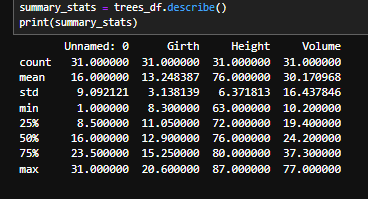 summary_stats = trees_df.describe()
print(summary_stats)
Unnamed: 0 Girth Height Volume
count 31.000000 31.000000 31.000000 31.000000
mean 16.000000 13.248387 76.000000 30.170968
std 9.092121 3.138139 6.371813 16.437846
min 1.000000 8.300000 63.000000 10.200000
25% 8.500000 11.050000 72.000000 19.400000
50% 16.000000 12.900000 76.000000 24.200000
75% 23.500000 15.250000 80.000000 37.300000
max 31.000000 20.600000 87.000000 77.000000